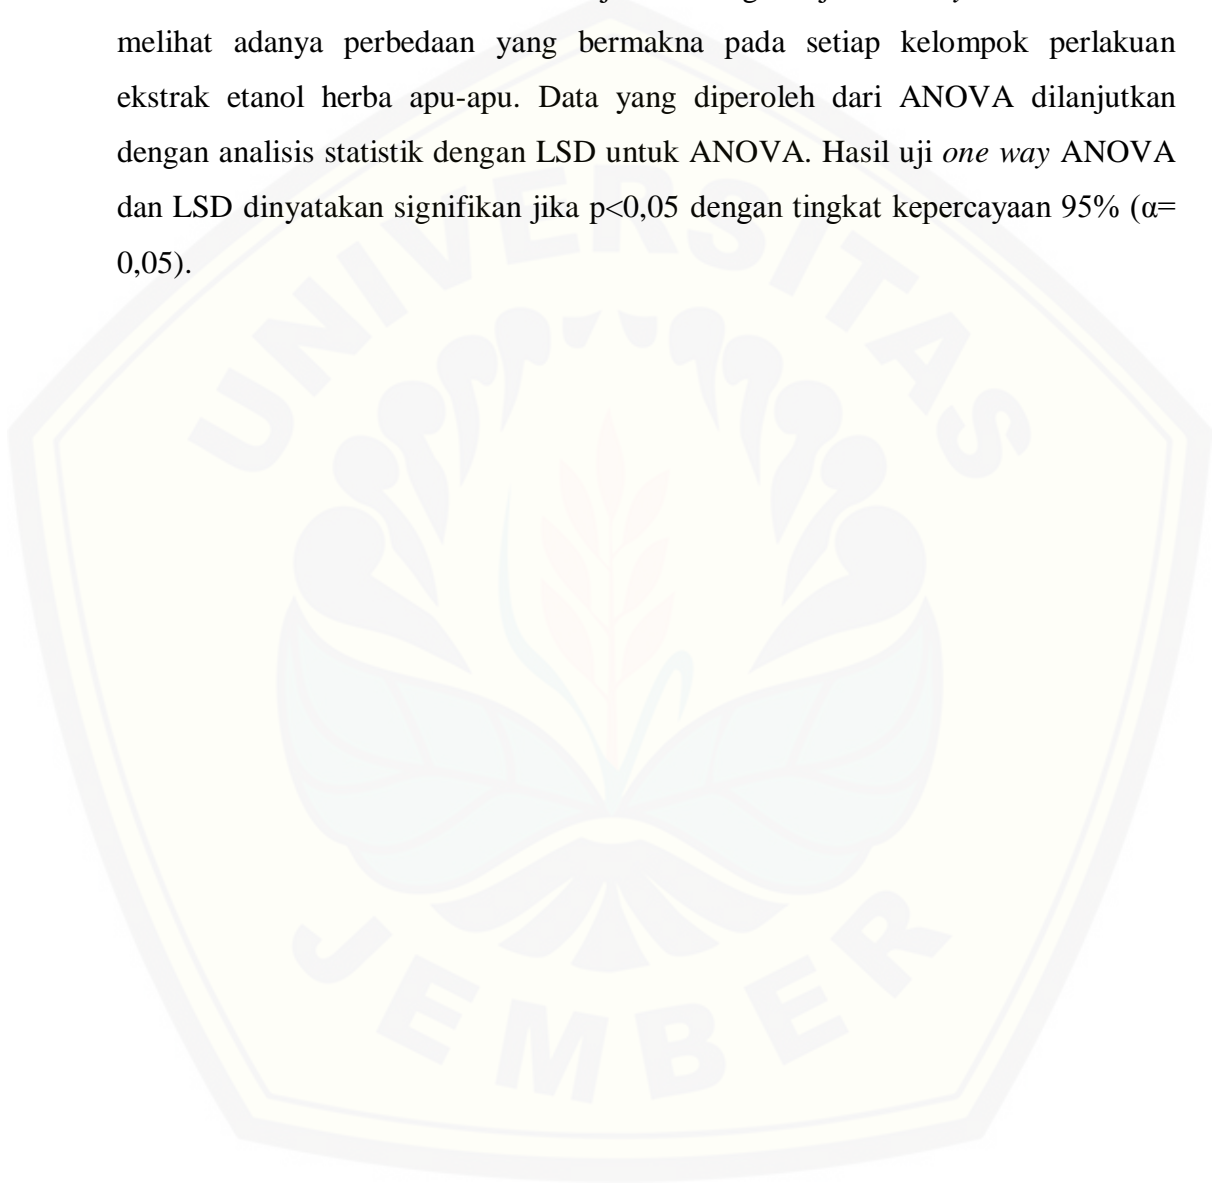 melihat adanya perbedaan yang bermakna pada setiap kelompok perlakuan
ekstrak etanol herba apu-apu. Data yang diperoleh dari ANOVA dilanjutkan
dengan analisis statistik dengan LSD untuk ANOVA. Hasil uji one way ANOVA
dan LSD dinyatakan signifikan jika p<0,05 dengan tingkat kepercayaan 95% (α=
0,05).
UNIVERSITAS
JEMBER